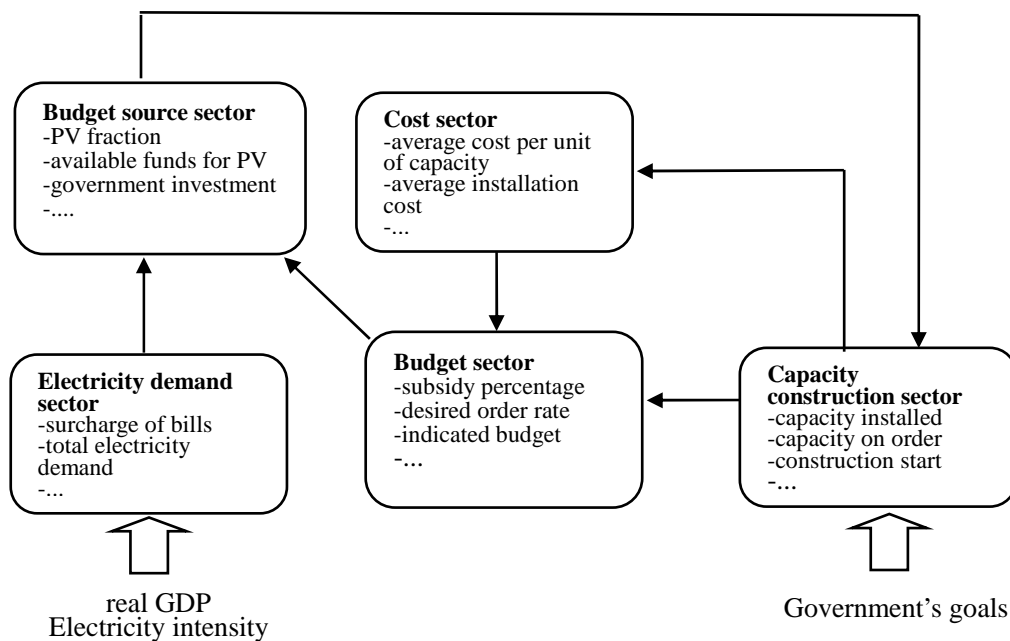 Budget source sector
-PV fraction
-available funds for PV
-government investment
-....
Cost sector
-average cost per unit
of capacity
-average installation
cost
-...
Electricity demand
sector
-surcharge of bills
-total electricity
demand
-...
Budget sector
-subsidy percentage
-desired order rate
-indicated budget
-...
Capacity
construction sector
-capacity installed
-capacity on order
-construction start
-...
real GDP
Electricity intensity
Government’s goals